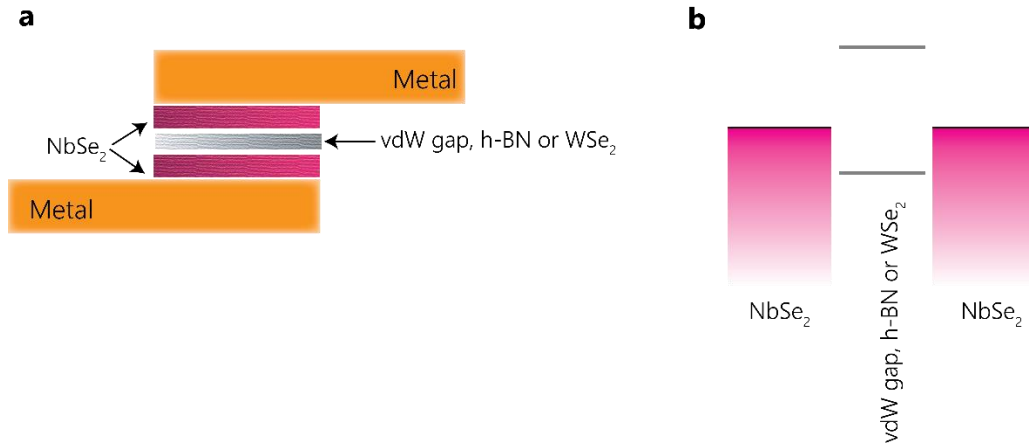 a
Metal
NbSe₂
vdW gap, h-BN or WSe₂
Metal
b
NbSe₂
vdW gap, h-BN or WSe₂
NbSe₂